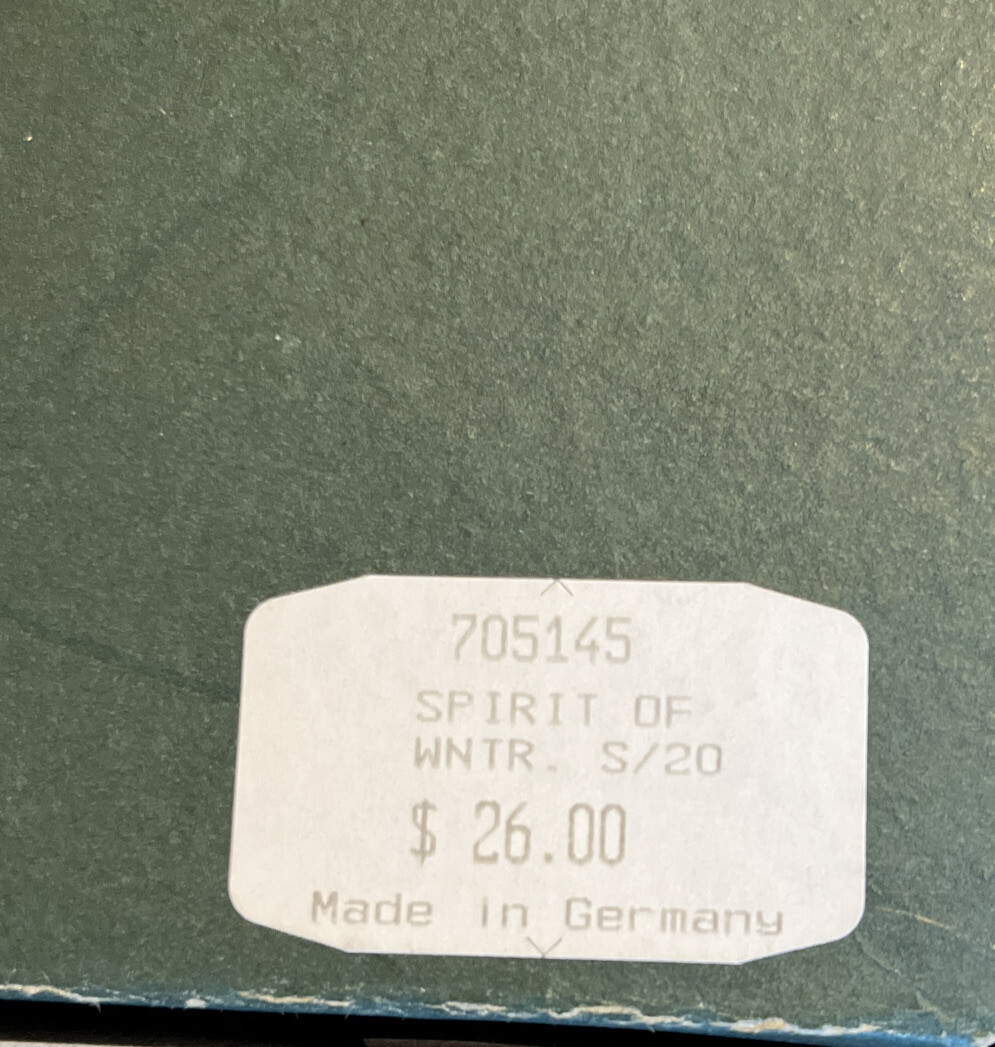 705145
SPIRIT OF
WNTR. S/20
$ 26.00
Made in Germany